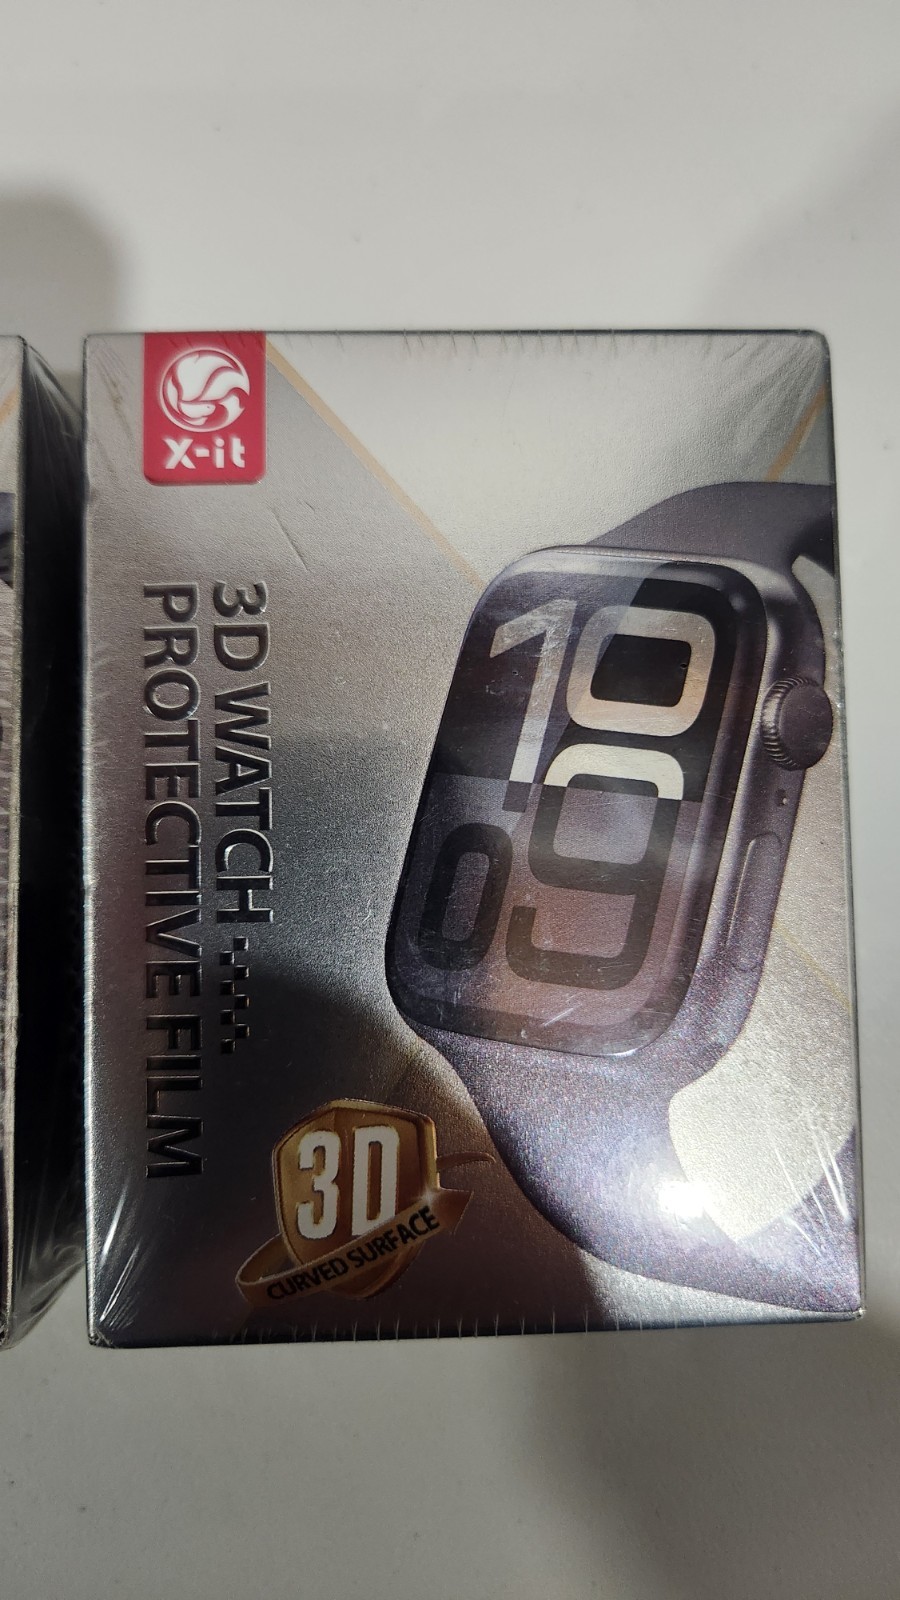 X-it
3D WATCH
PROTECTIVE FILM
10
09
3D
CURVED SURFACE